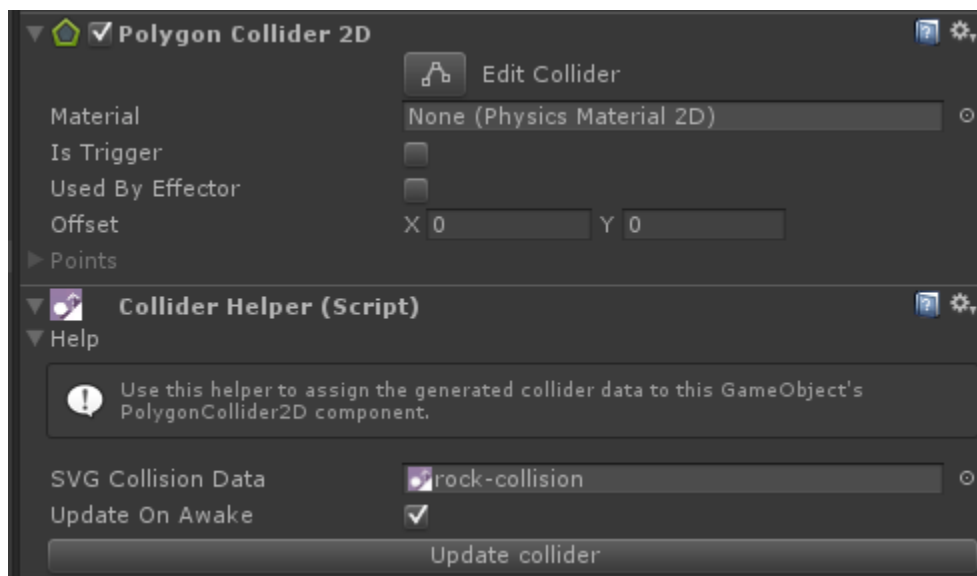 Polygon Collider 2D
Edit Collider
Material None (Physics Material 2D)
Is Trigger
Used By Effector
Offset X 0 Y 0
Points
Collider Helper (Script)
Help
Use this helper to assign the generated collider data to this GameObject's
PolygonCollider2D component.
SVG Collision Data rock-collision
Update On Awake
Update collider